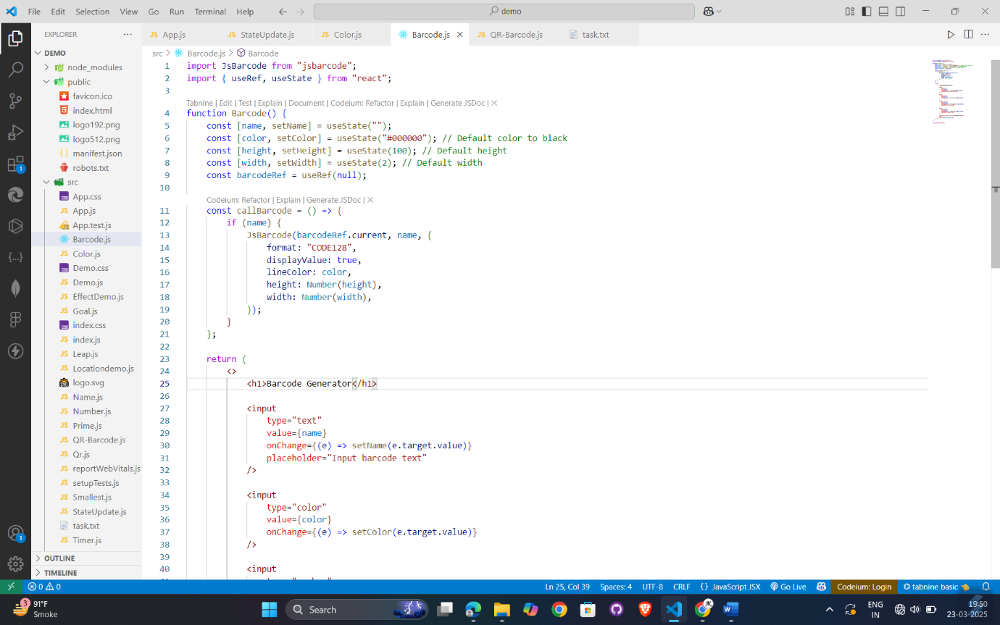 File Edit Selection View Go Run Terminal Help
demo
EXPLORER
App.js
StateUpdate.js
Color.js
Barcode.js
QR-Barcode.js
task.txt
src > Barcode.js > Barcode
DEMO
node_modules
public
favicon.ico
index.html
logo192.png
logo512.png
manifest.json
robots.txt
src
App.css
App.js
App.test.js
Barcode.js
Color.js
Demo.css
Demo.js
EffectDemo.js
Goal.js
index.css
index.js
Leap.js
Locationdemo.js
logo.svg
Name.js
Number.js
Prime.js
QR-Barcode.js
Qr.js
reportWebVitals.js
setupTests.js
Smallest.js
StateUpdate.js
task.txt
Timer.js
OUTLINE
TIMELINE
1 import JsBarcode from "jsbarcode";
2 import { useRef, useState } from "react";
3
Tabnine | Edit | Test | Explain | Document | Codeium: Refactor | Explain | Generate JSDoc | X
4 function Barcode() {
5 const [name, setName] = useState("");
6 const [color, setColor] = useState("#000000"); // Default color to black
7 const [height, setHeight] = useState(100); // Default height
8 const [width, setWidth] = useState(2); // Default width
9 const barcodeRef = useRef(null);
10
Codeium: Refactor | Explain | Generate JSDoc | X
11 const callBarcode = () => {
12 if (name) {
13 JsBarcode(barcodeRef.current, name, {
14 format: "CODE128",
15 displayValue: true,
16 lineColor: color,
17 height: Number(height),
18 width: Number(width),
19 });
20 }
21 };
22
23 return (
24 <>
25 <h1>Barcode Generator</h1>
26
27 <input
28 type="text"
29 value={name}
30 onChange={(e) => setName(e.target.value)}
31 placeholder="Input barcode text"
32 />
33
34 <input
35 type="color"
36 value={color}
37 onChange={(e) => setColor(e.target.value)}
38 />
39
40 <input
0 0
Ln 25, Col 39 Spaces: 4 UTF-8 CRLF {} JavaScript JSX Go Live Codeium: Login tabnine basic
3 91°F
Smoke
Search
ENG
IN
19:50
23-03-2025